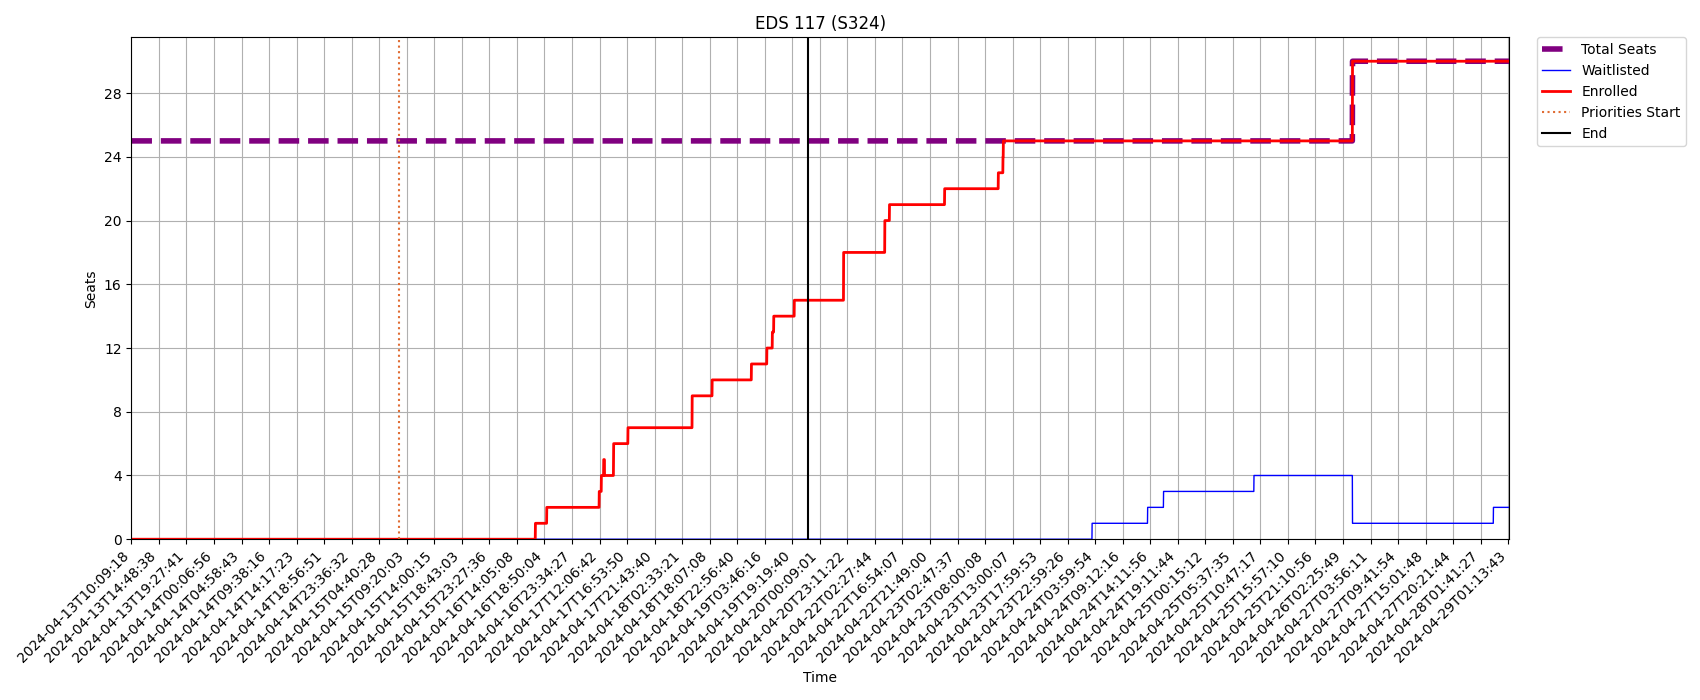 EDS 117 (S324)
Total Seats
Waitlisted
Enrolled
Priorities Start
End
Seats
28
24
20
16
12
8
4
0
2024-04-13T10:09:18
2024-04-13T14:48:38
2024-04-13T19:27:41
2024-04-14T00:06:56
2024-04-14T04:58:43
2024-04-14T09:38:16
2024-04-14T14:17:23
2024-04-14T18:56:51
2024-04-14T23:36:32
2024-04-15T04:40:28
2024-04-15T09:20:03
2024-04-15T14:00:15
2024-04-15T18:43:03
2024-04-15T23:27:36
2024-04-16T14:05:08
2024-04-16T18:50:04
2024-04-16T23:34:27
2024-04-17T12:06:42
2024-04-17T16:53:50
2024-04-17T21:43:40
2024-04-18T02:33:21
2024-04-18T18:07:08
2024-04-18T22:56:40
2024-04-19T03:46:16
2024-04-19T19:19:40
2024-04-20T00:09:01
2024-04-20T23:11:22
2024-04-22T02:27:44
2024-04-22T16:54:07
2024-04-22T21:49:00
2024-04-23T02:47:37
2024-04-23T08:00:08
2024-04-23T13:00:07
2024-04-23T17:59:53
2024-04-23T22:59:26
2024-04-24T03:59:54
2024-04-24T09:12:16
2024-04-24T14:11:56
2024-04-24T19:11:44
2024-04-25T00:15:12
2024-04-25T05:37:35
2024-04-25T10:47:17
2024-04-25T15:57:10
2024-04-25T21:10:56
2024-04-26T02:25:49
2024-04-27T03:56:11
2024-04-27T09:41:54
2024-04-27T15:01:48
2024-04-27T20:21:44
2024-04-28T01:41:27
2024-04-29T01:13:43
Time